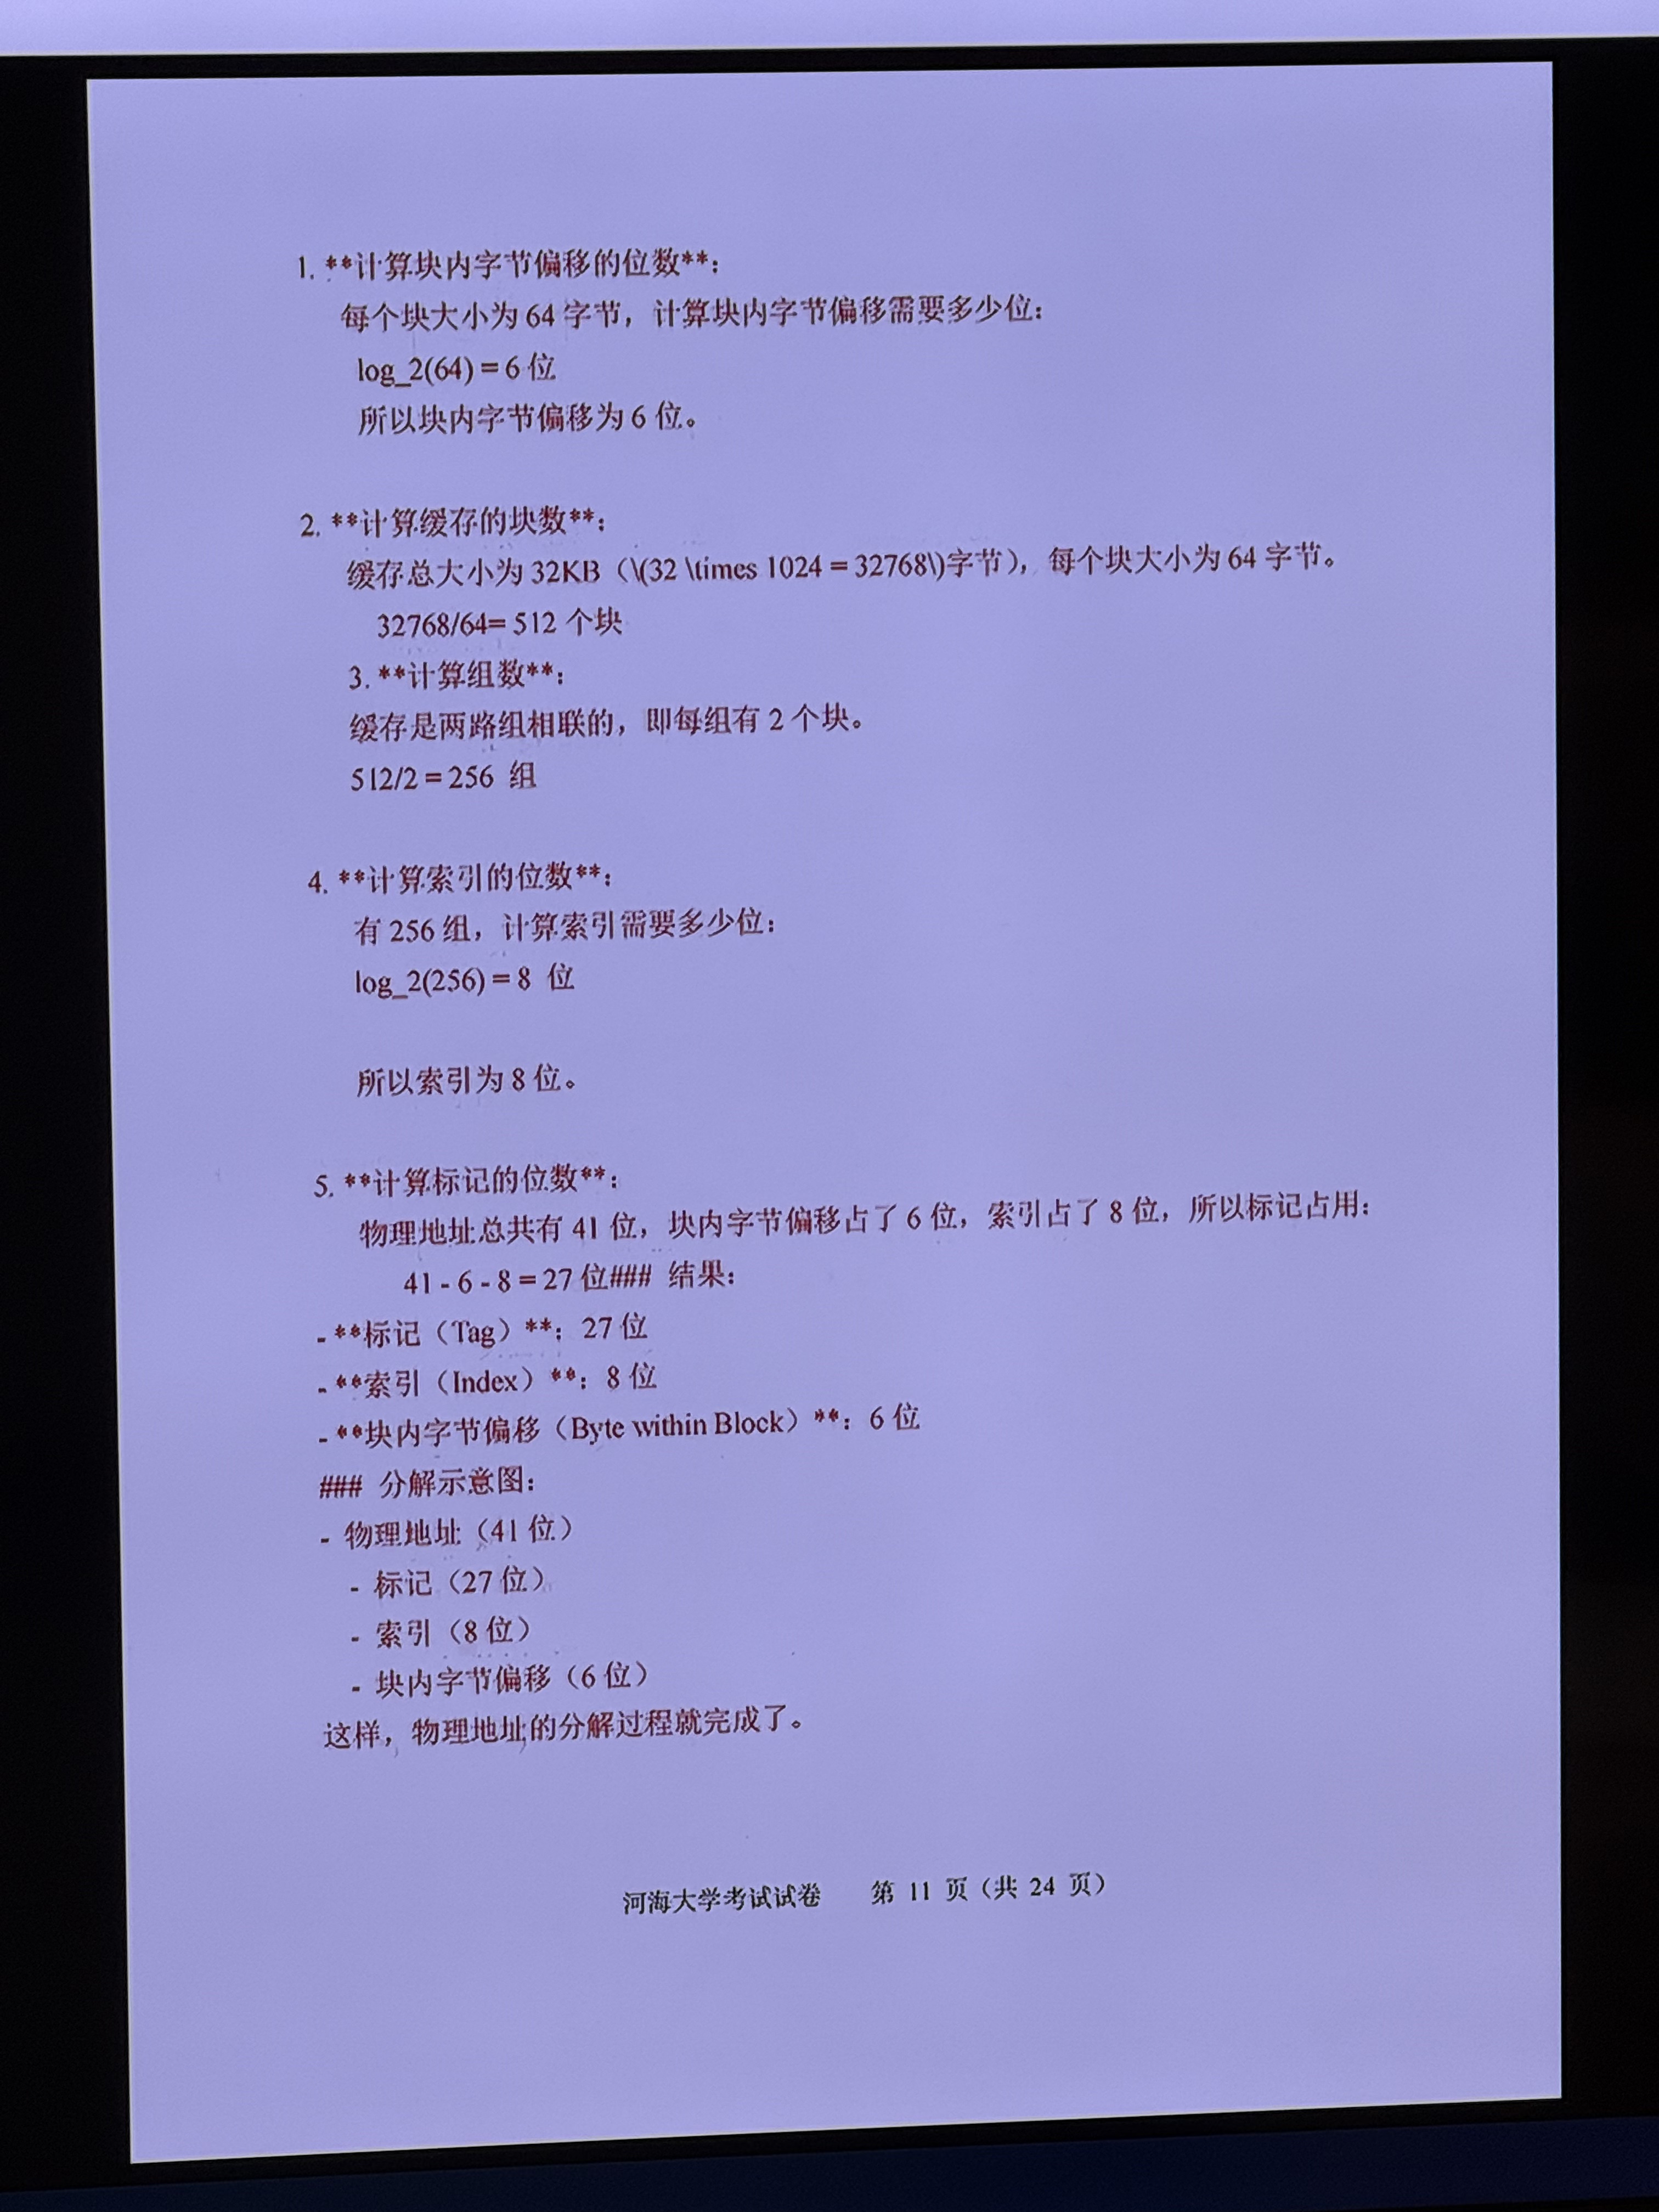 1. **计算块内字节偏移的位数**：
每个块大小为 64 字节，计算块内字节偏移需要多少位：
log_2(64) = 6 位
所以块内字节偏移为 6 位。
2. **计算缓存的块数**：
缓存总大小为 32KB（\(32 \times 1024 = 32768\)字节），每个块大小为 64 字节。
32768/64= 512 个块
3. **计算组数**：
缓存是两路组相联的，即每组有 2 个块。
512/2 = 256 组
4. **计算索引的位数**：
有 256 组，计算索引需要多少位：
log_2(256) = 8 位
所以索引为 8 位。
5. **计算标记的位数**：
物理地址总共有 41 位，块内字节偏移占了 6 位，索引占了 8 位，所以标记占用：
41 - 6 - 8 = 27 位### 结果：
- **标记（Tag）**：27 位
- **索引（Index）**：8 位
- **块内字节偏移（Byte within Block）**：6 位
### 分解示意图：
- 物理地址（41 位）
- 标记（27 位）
- 索引（8 位）
- 块内字节偏移（6 位）
这样，物理地址的分解过程就完成了。
河海大学考试试卷 第 11 页（共 24 页）